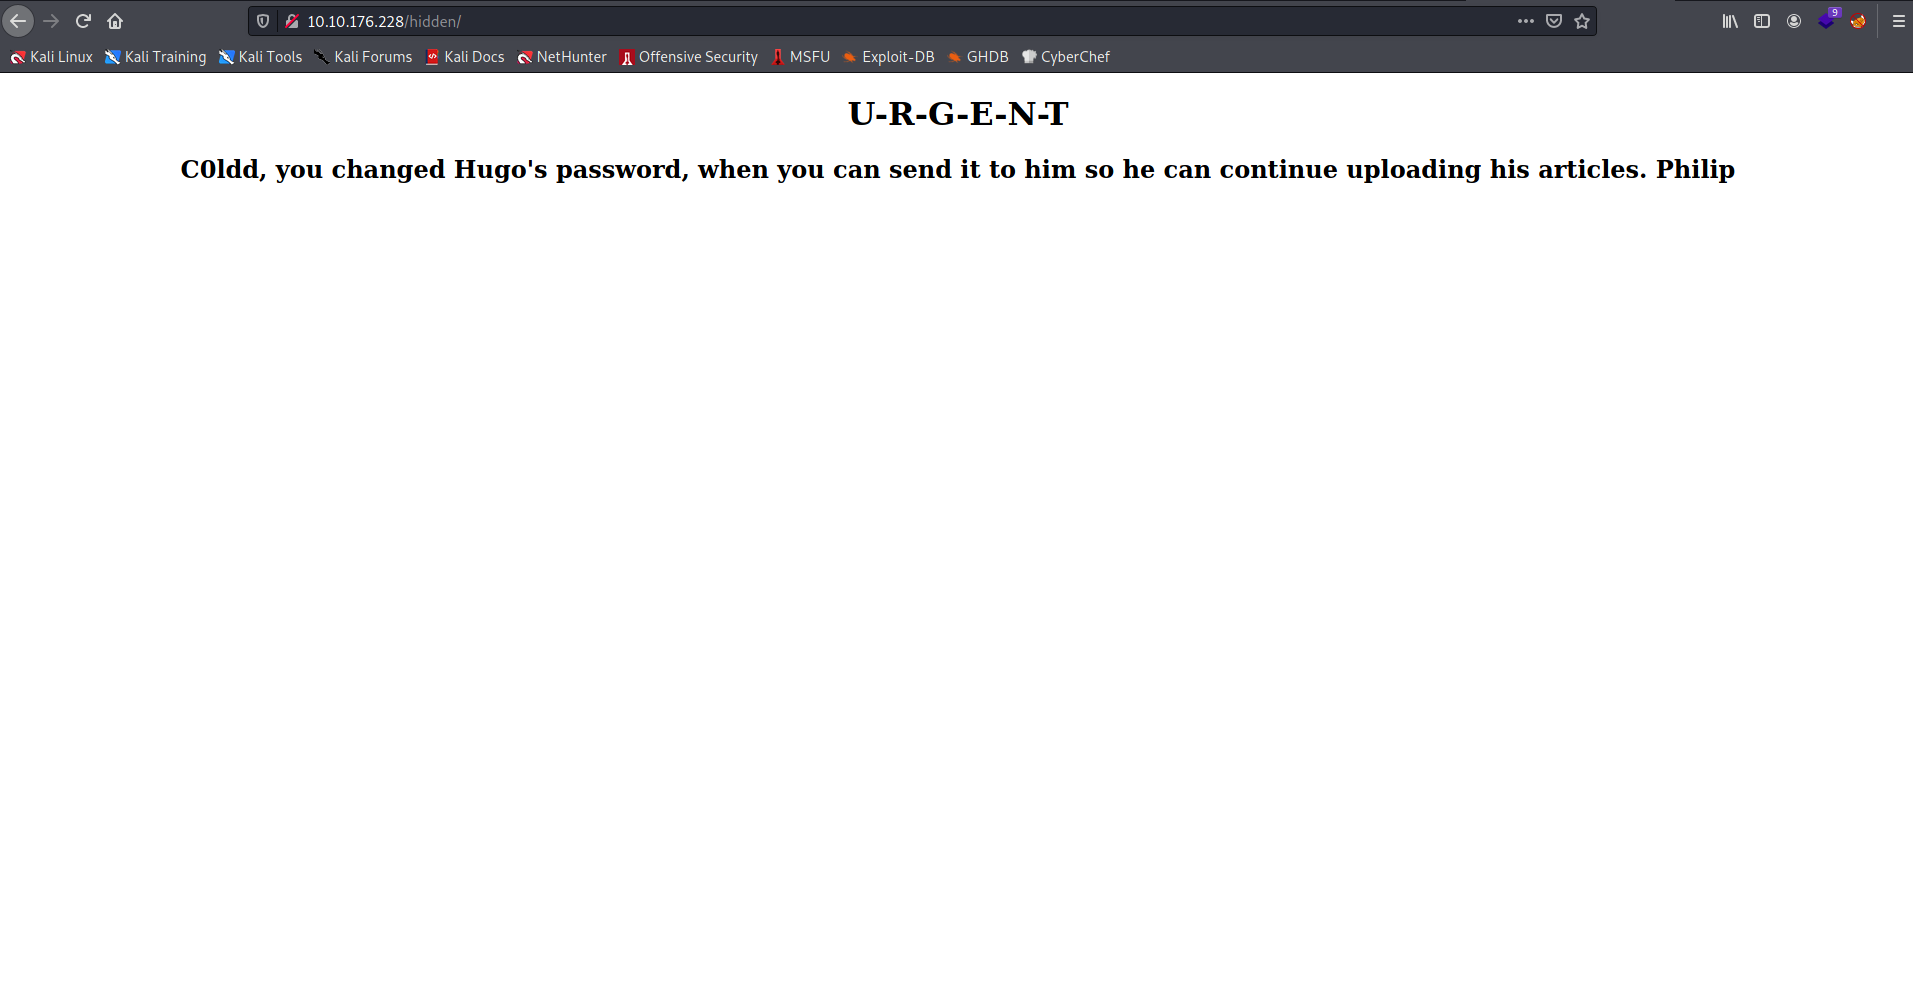 10.10.176.228/hidden/
9
Kali Linux Kali Training Kali Tools Kali Forums Kali Docs NetHunter Offensive Security MSFU Exploit-DB GHDB CyberChef
U-R-G-E-N-T
C0ldd, you changed Hugo's password, when you can send it to him so he can continue uploading his articles. Philip